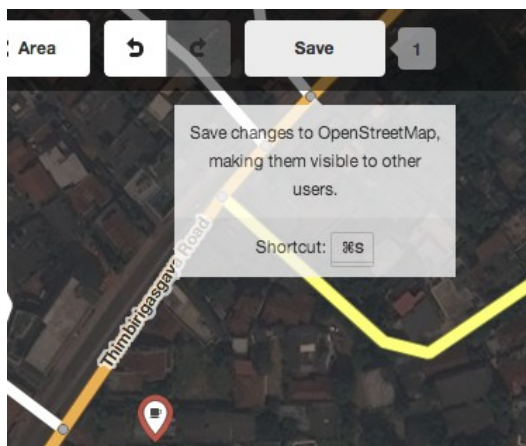 Area
Save
1
Save changes to OpenStreetMap,
making them visible to other
users.
Shortcut: ⌘S
Thimbirigasgaya Road